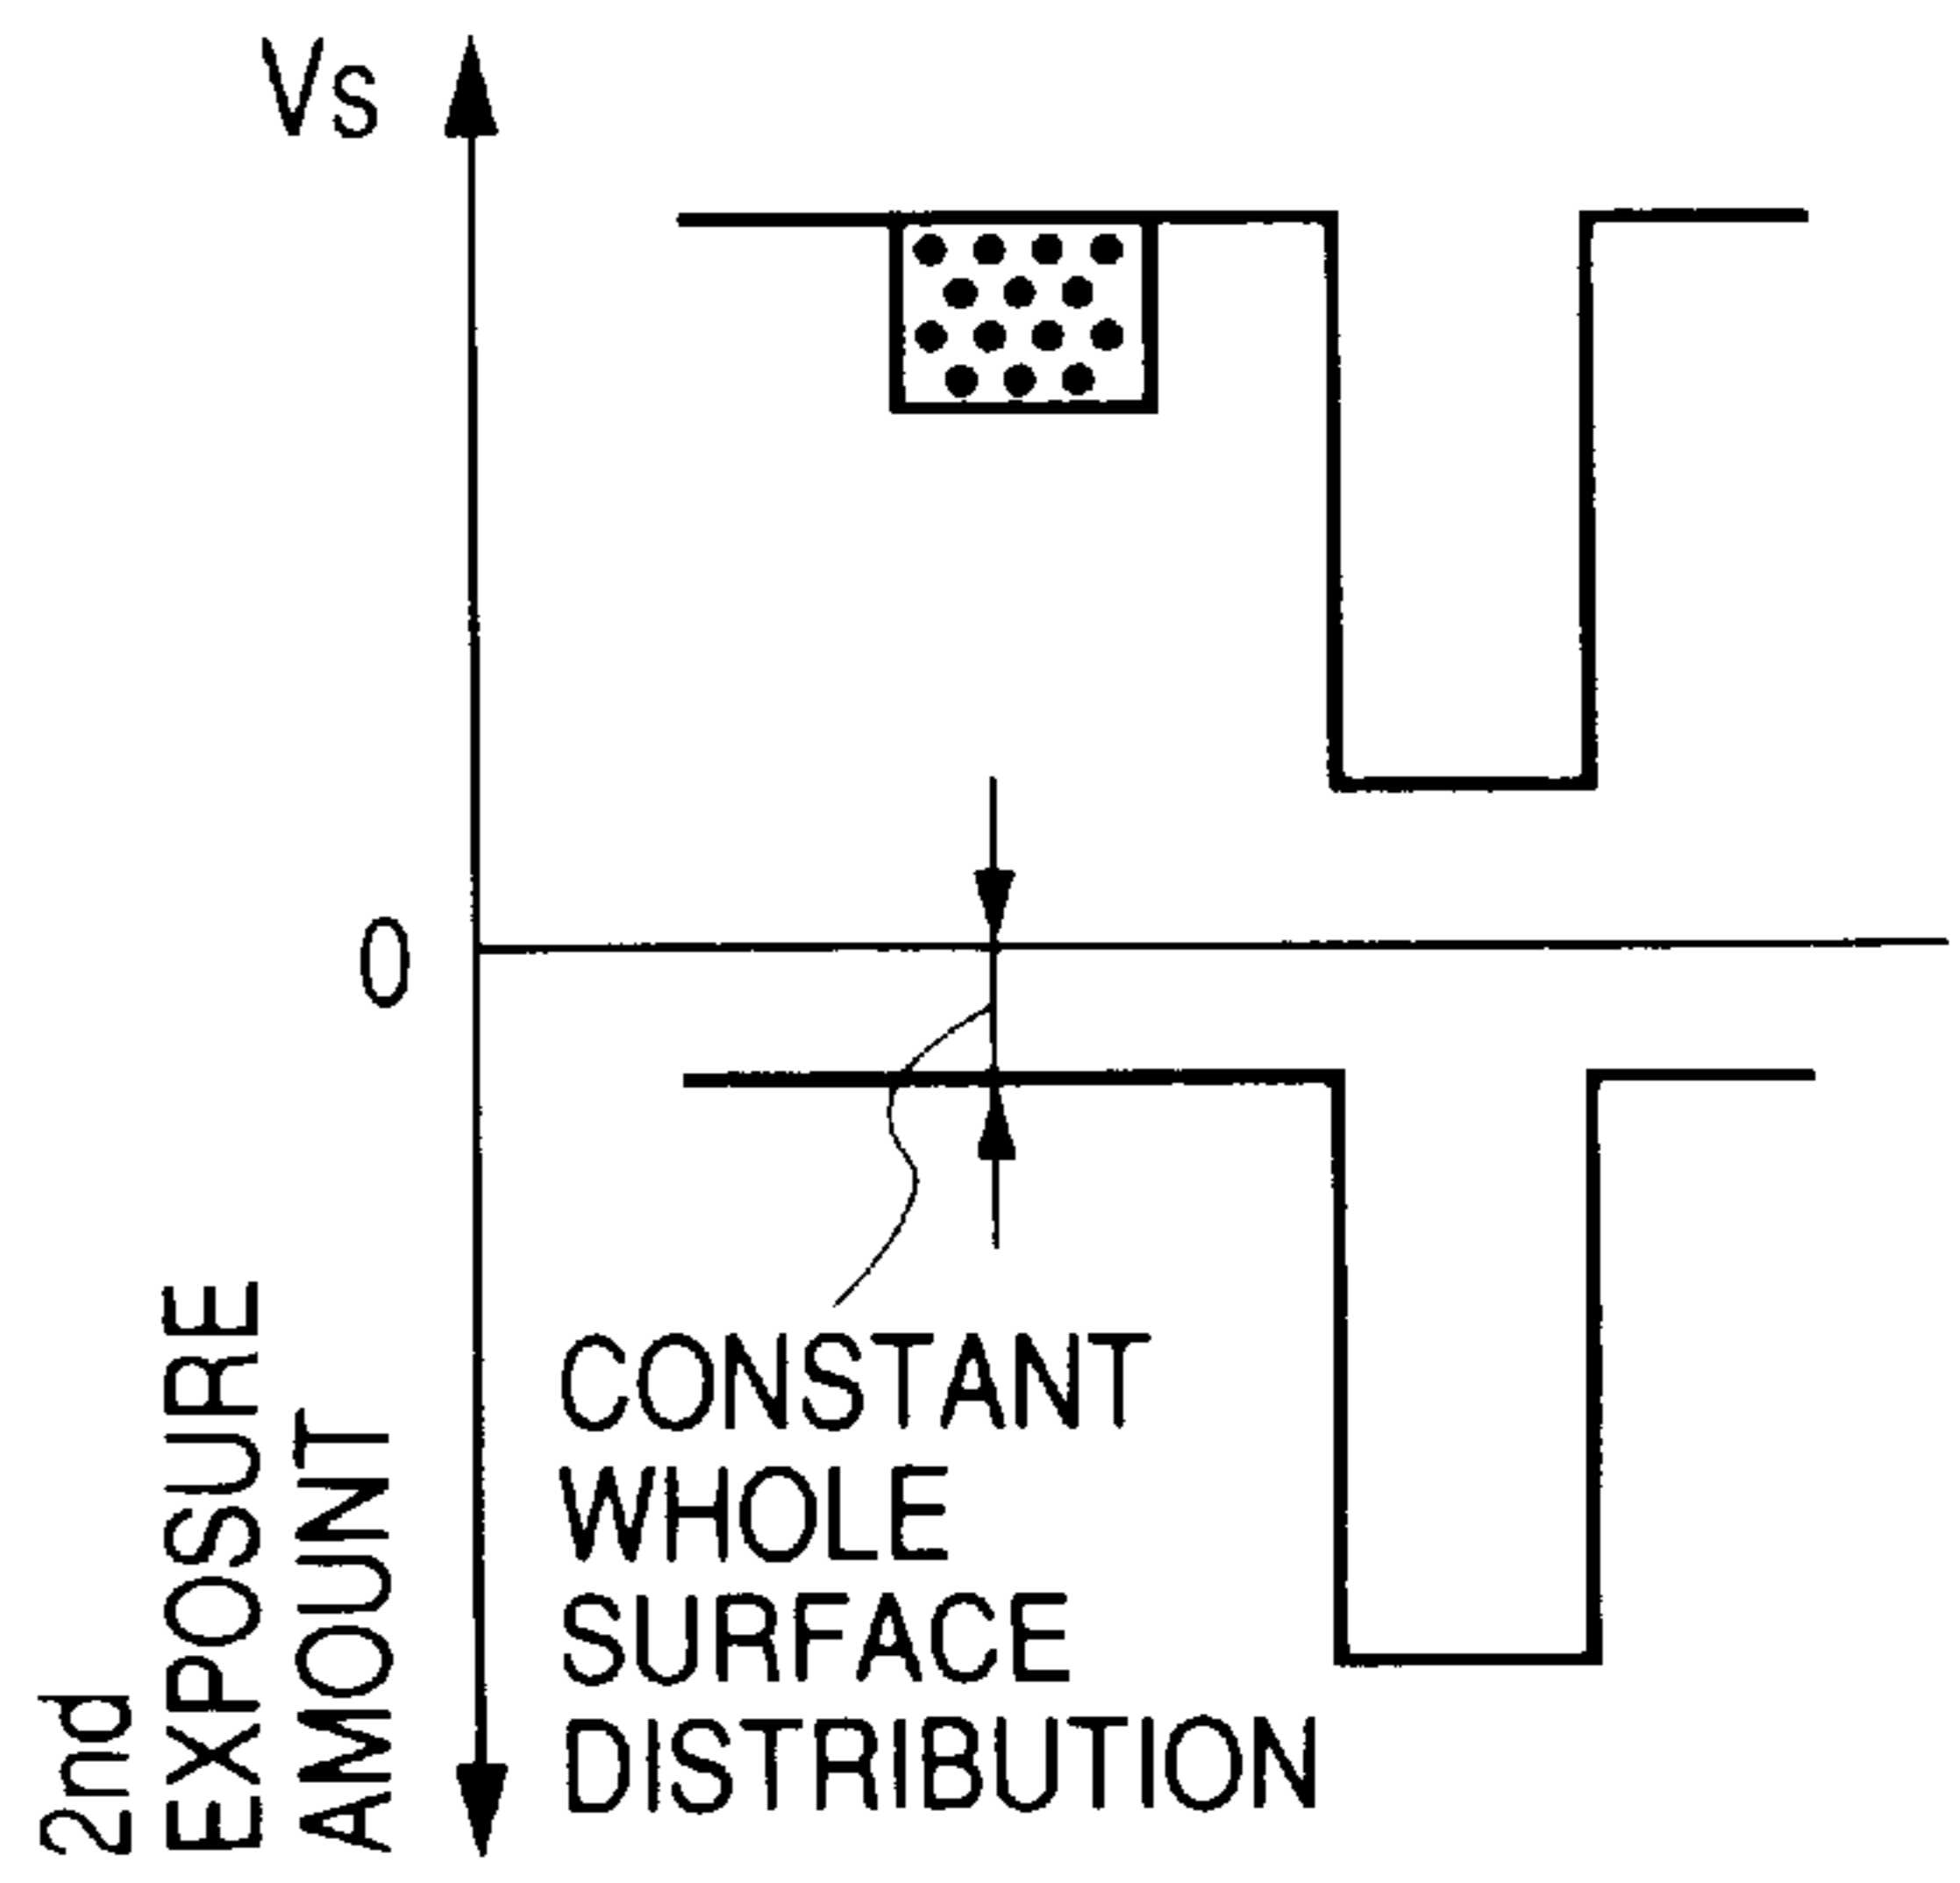 Vs
0
2nd
EXPOSURE
AMOUNT
CONSTANT
WHOLE
SURFACE
DISTRIBUTION